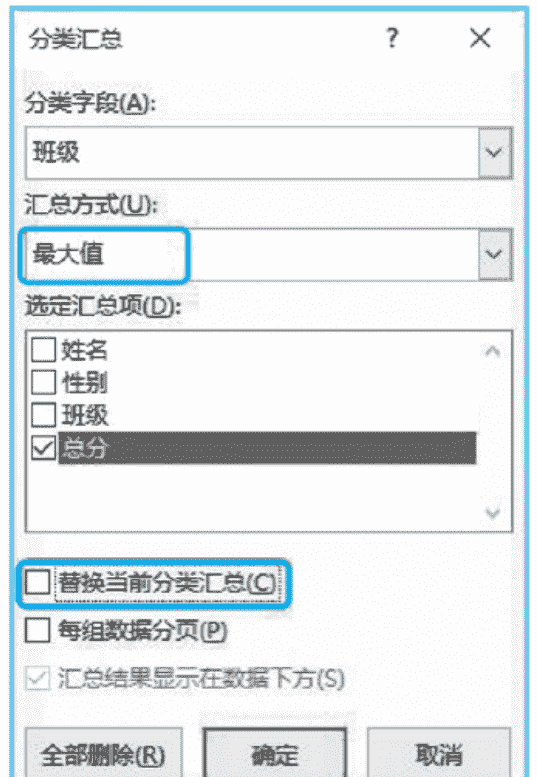 分类汇总 ?
分类字段(A):
班级
汇总方式(U):
最大值
选定汇总项(D):
姓名
性别
班级
总分
替换当前分类汇总(C)
每组数据分页(P)
汇总结果显示在数据下方(S)
全部删除(R) 确定 取消